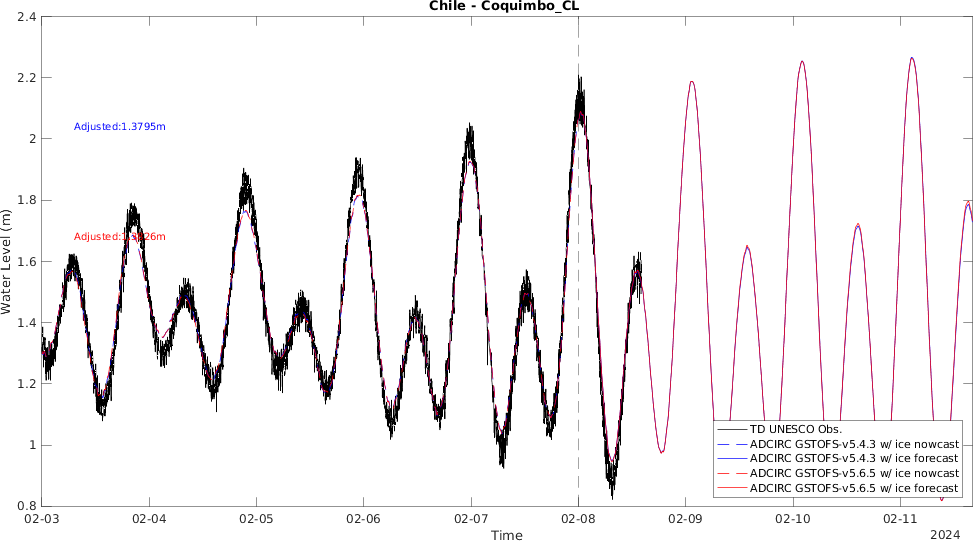 Chile - Coquimbo_CL
Water Level (m)
2.4
2.2
2
1.8
1.6
1.4
1.2
1
0.8
Adjusted:1.3795m
02-03
02-04
02-05
02-06
02-07
02-08
02-09
02-10
02-11
2024
Time
TD UNESCO Obs.
ADCIRC GSTOFS-v5.4.3 w/ ice nowcast
ADCIRC GSTOFS-v5.4.3 w/ ice forecast
ADCIRC GSTOFS-v5.6.5 w/ ice nowcast
ADCIRC GSTOFS-v5.6.5 w/ ice forecast